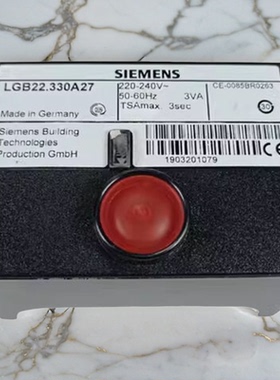 LGB22.330A27
SIEMENS
220-240V~
50-60Hz 3VA
TSAmax. 3sec
CE-0085BR0263
Made in Germany
Siemens Building
Technologies
Production GmbH
1903201079